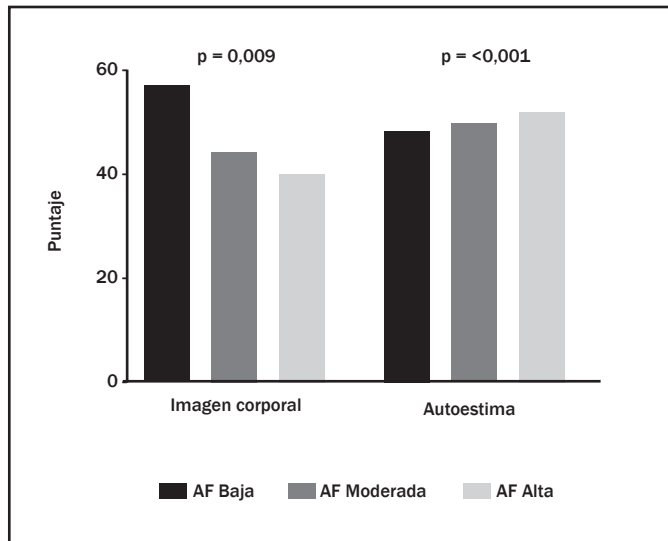 p = 0,009 p = <0,001
60
40
20
0
Puntaje
Imagen corporal Autoestima
AF Baja AF Moderada AF Alta